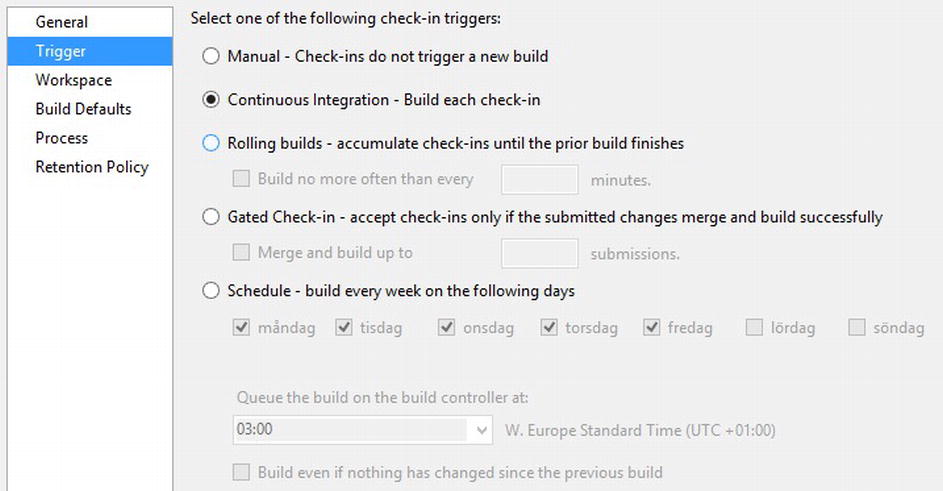 General
Trigger
Workspace
Build Defaults
Process
Retention Policy
Select one of the following check-in triggers:
Manual - Check-ins do not trigger a new build
Continuous Integration - Build each check-in
Rolling builds - accumulate check-ins until the prior build finishes
Build no more often than every minutes.
Gated Check-in - accept check-ins only if the submitted changes merge and build successfully
Merge and build up to submissions.
Schedule - build every week on the following days
måndag tisdag onsdag torsdag fredag lördag söndag
Queue the build on the build controller at:
03:00 W. Europe Standard Time (UTC +01:00)
Build even if nothing has changed since the previous build